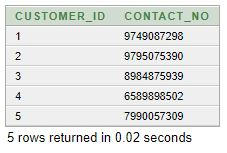 CUSTOMER_ID CONTACT_NO
1 9749087298
2 9795075390
3 8984875939
4 6589898502
5 7990057309
5 rows returned in 0.02 seconds